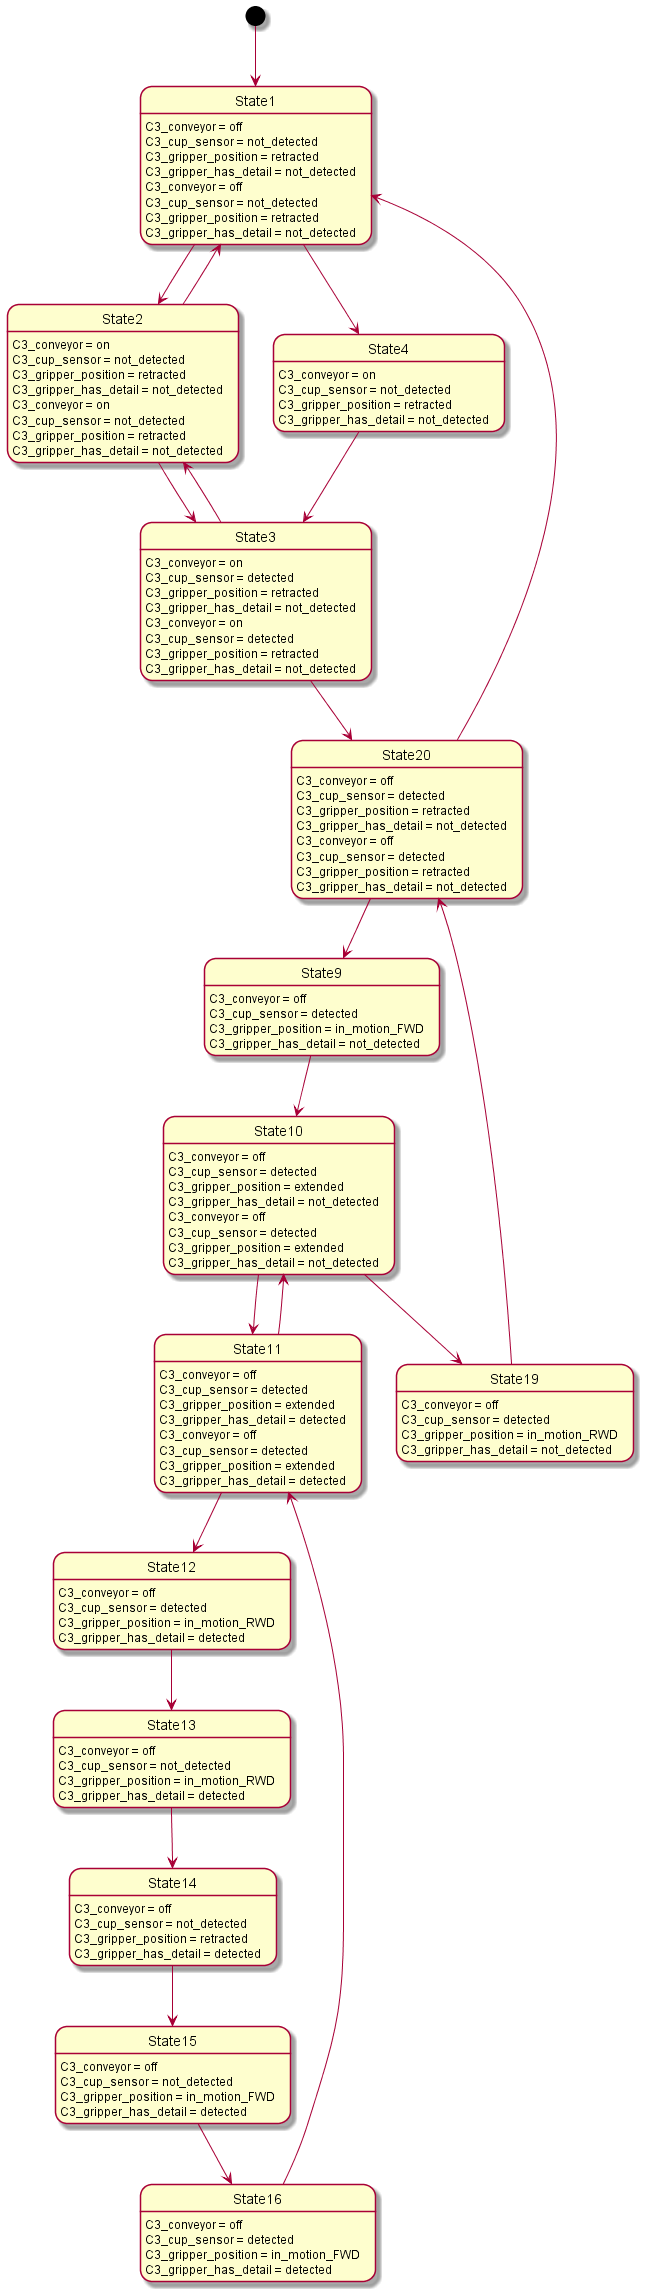 State1
C3_conveyor = off
C3_cup_sensor = not_detected
C3_gripper_position = retracted
C3_gripper_has_detail = not_detected
C3_conveyor = off
C3_cup_sensor = not_detected
C3_gripper_position = retracted
C3_gripper_has_detail = not_detected
State2
C3_conveyor = on
C3_cup_sensor = not_detected
C3_gripper_position = retracted
C3_gripper_has_detail = not_detected
C3_conveyor = on
C3_cup_sensor = not_detected
C3_gripper_position = retracted
C3_gripper_has_detail = not_detected
State4
C3_conveyor = on
C3_cup_sensor = not_detected
C3_gripper_position = retracted
C3_gripper_has_detail = not_detected
State3
C3_conveyor = on
C3_cup_sensor = detected
C3_gripper_position = retracted
C3_gripper_has_detail = not_detected
C3_conveyor = on
C3_cup_sensor = detected
C3_gripper_position = retracted
C3_gripper_has_detail = not_detected
State20
C3_conveyor = off
C3_cup_sensor = detected
C3_gripper_position = retracted
C3_gripper_has_detail = not_detected
C3_conveyor = off
C3_cup_sensor = detected
C3_gripper_position = retracted
C3_gripper_has_detail = not_detected
State9
C3_conveyor = off
C3_cup_sensor = detected
C3_gripper_position = in_motion_FWD
C3_gripper_has_detail = not_detected
State10
C3_conveyor = off
C3_cup_sensor = detected
C3_gripper_position = extended
C3_gripper_has_detail = not_detected
C3_conveyor = off
C3_cup_sensor = detected
C3_gripper_position = extended
C3_gripper_has_detail = not_detected
State11
C3_conveyor = off
C3_cup_sensor = detected
C3_gripper_position = extended
C3_gripper_has_detail = detected
C3_conveyor = off
C3_cup_sensor = detected
C3_gripper_position = extended
C3_gripper_has_detail = detected
State19
C3_conveyor = off
C3_cup_sensor = detected
C3_gripper_position = in_motion_RWD
C3_gripper_has_detail = not_detected
State12
C3_conveyor = off
C3_cup_sensor = detected
C3_gripper_position = in_motion_RWD
C3_gripper_has_detail = detected
State13
C3_conveyor = off
C3_cup_sensor = not_detected
C3_gripper_position = in_motion_RWD
C3_gripper_has_detail = detected
State14
C3_conveyor = off
C3_cup_sensor = not_detected
C3_gripper_position = retracted
C3_gripper_has_detail = detected
State15
C3_conveyor = off
C3_cup_sensor = not_detected
C3_gripper_position = in_motion_FWD
C3_gripper_has_detail = detected
State16
C3_conveyor = off
C3_cup_sensor = detected
C3_gripper_position = in_motion_FWD
C3_gripper_has_detail = detected